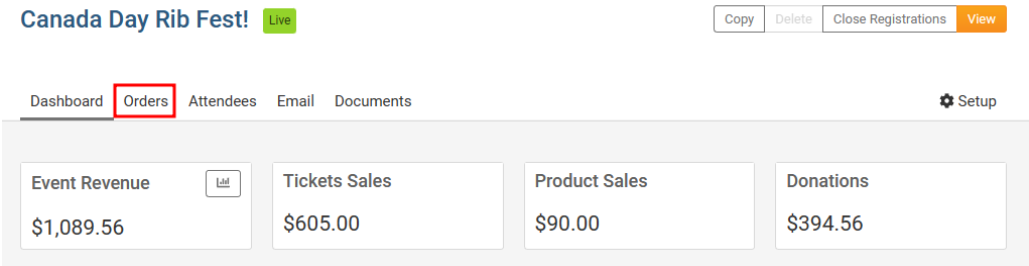 Canada Day Rib Fest! Live
Copy Delete Close Registrations View
Dashboard Orders Attendees Email Documents Setup
Event Revenue Tickets Sales Product Sales Donations
$1,089.56 $605.00 $90.00 $394.56